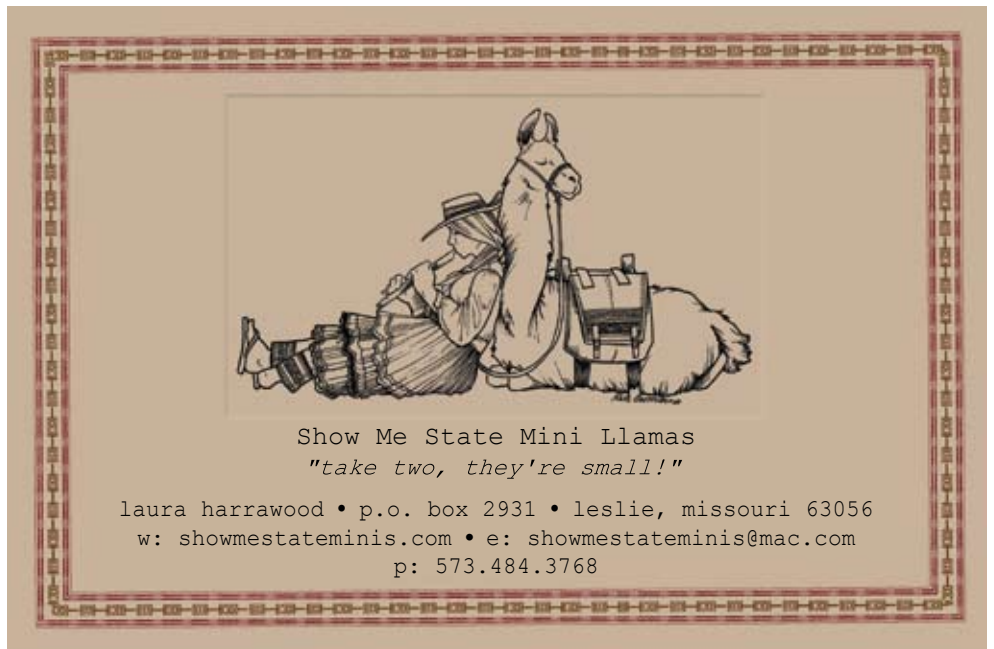 Show Me State Mini Llamas
"take two, they're small!"
laura harrawood • p.o. box 2931 • leslie, missouri 63056
w: showmestateminis.com • e: showmestateminis@mac.com
p: 573.484.3768